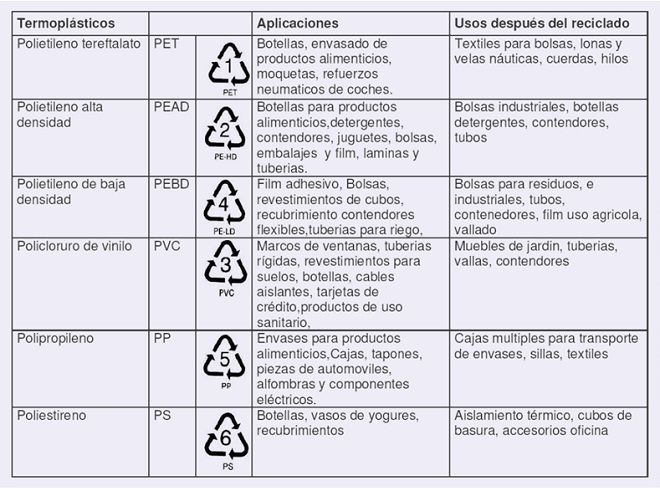 Termoplásticos Aplicaciones Usos después del reciclado
Polietileno tereftalato PET 1 PET Botellas, envasado de
productos alimenticios,
moquetas, refuerzos
neumaticos de coches.
Textiles para bolsas, lonas y
velas náuticas, cuerdas, hilos
Polietileno alta
densidad
PEAD
2
PE-HD
Botellas para productos
alimenticios,detergentes,
contendores, juguetes, bolsas,
embalajes y film, laminas y
tuberias.
Bolsas industriales, botellas
detergentes, contendores,
tubos
Polietileno de baja
densidad
PEBD
4
PE-LD
Film adhesivo, Bolsas,
revestimientos de cubos,
recubrimiento contendores
flexibles,tuberias para riego,
Bolsas para residuos, e
industriales, tubos,
contenedores, film uso agricola,
vallado
Policloruro de vinilo
PVC
3
PVC
Marcos de ventanas, tuberias
rígidas, revestimientos para
suelos, botellas, cables
aislantes, tarjetas de
crédito,productos de uso
sanitario,
Muebles de jardin, tuberias,
vallas, contendores
Polipropileno
PP
5
PP
Envases para productos
alimenticios,Cajas, tapones,
piezas de automoviles,
alfombras y componentes
eléctricos.
Cajas multiples para transporte
de envases, sillas, textiles
Poliestireno
PS
6
PS
Botellas, vasos de yogures,
recubrimientos
Aislamiento térmico, cubos de
basura, accesorios oficina